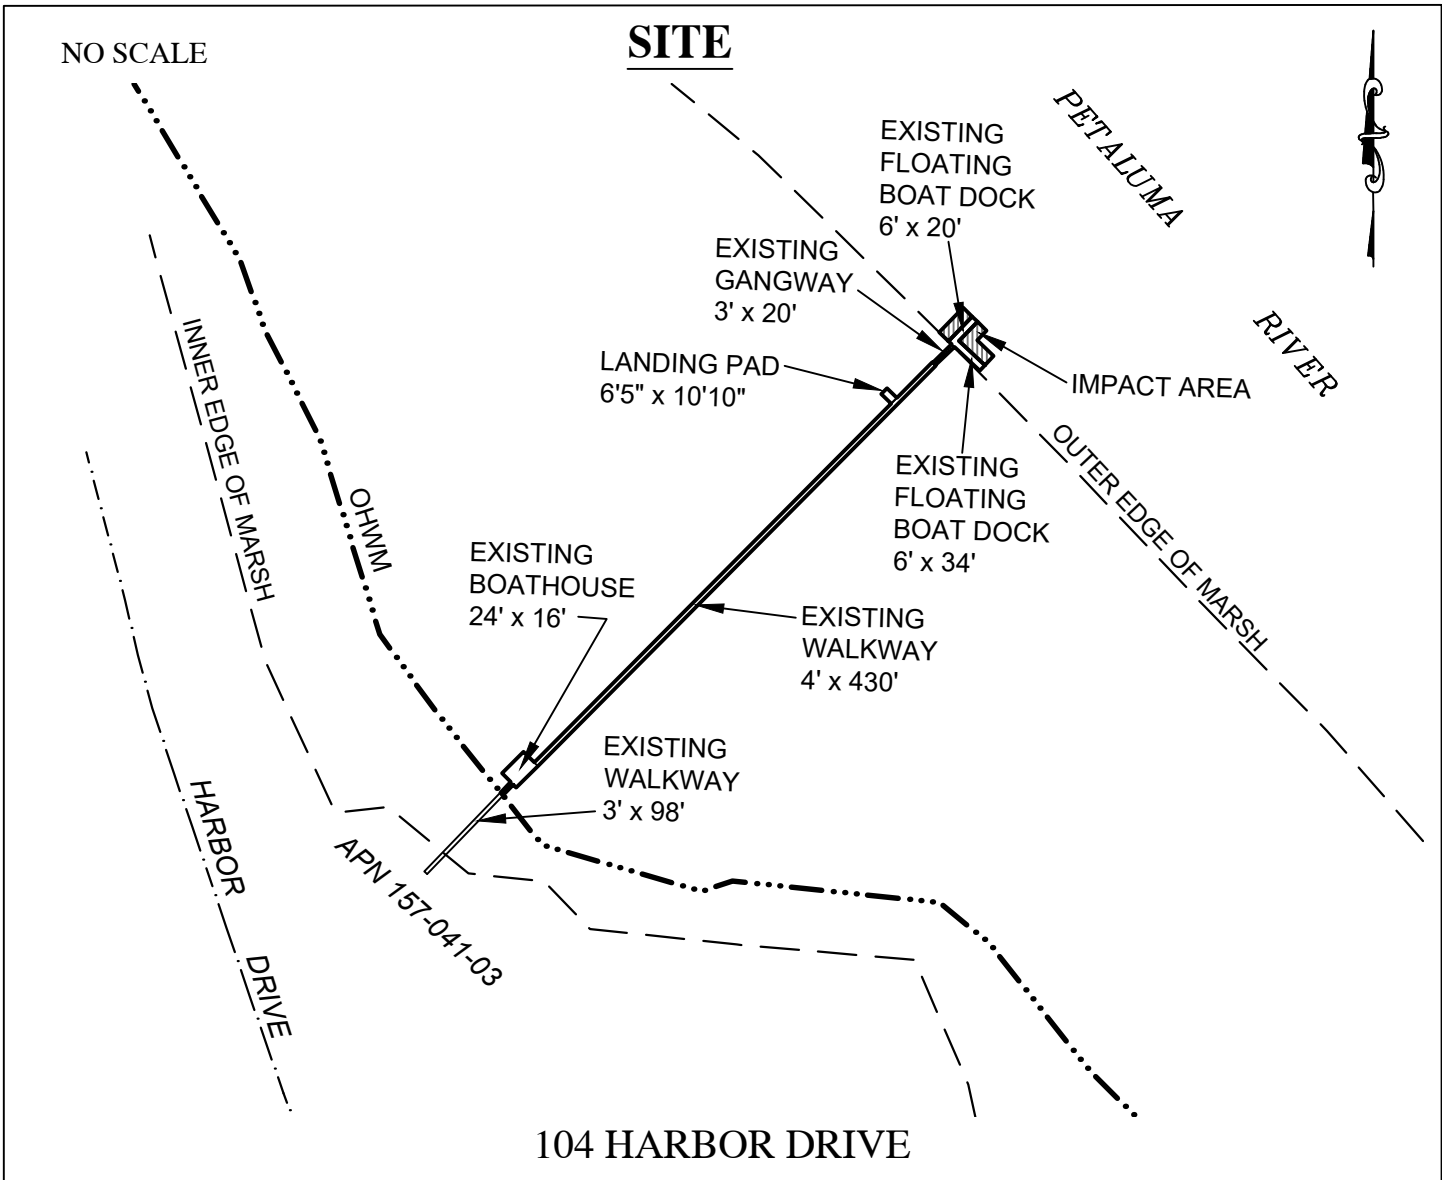 NO SCALE
SITE
PETALUMA
RIVER
EXISTING
FLOATING
BOAT DOCK
6' x 20'
EXISTING
GANGWAY
3' x 20'
LANDING PAD
6'5" x 10'10"
IMPACT AREA
INNER EDGE OF MARSH
OHWM
OUTER EDGE OF MARSH
EXISTING
FLOATING
BOAT DOCK
6' x 34'
EXISTING
BOATHOUSE
24' x 16'
EXISTING
WALKWAY
4' x 430'
EXISTING
WALKWAY
3' x 98'
HARBOR
DRIVE
APN 157-041-03
104 HARBOR DRIVE